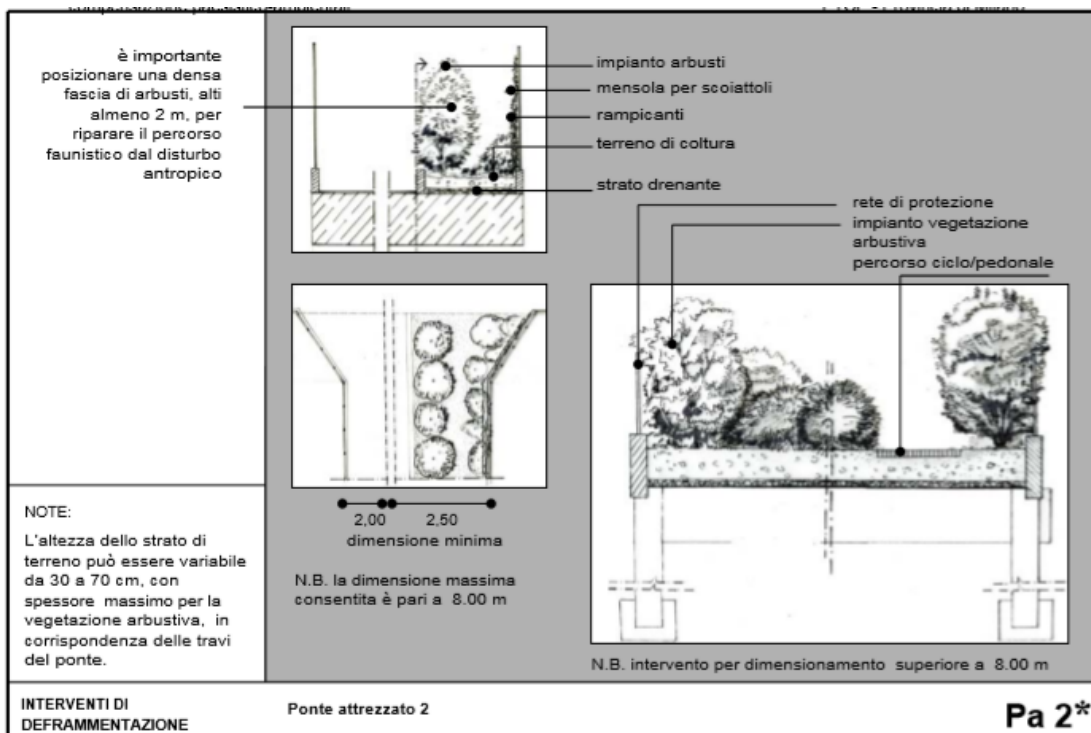 è importante
posizionare una densa
fascia di arbusti, alti
almeno 2 m, per
riparare il percorso
faunistico dal disturbo
antropico
impianto arbusti
mensola per scoiattoli
rampicanti
terreno di coltura
strato drenante
rete di protezione
impianto vegetazione
arbustiva
percorso ciclo/pedonale
2,00 2,50
dimensione minima
N.B. la dimensione massima
consentita è pari a 8.00 m
NOTE:
L'altezza dello strato di
terreno può essere variabile
da 30 a 70 cm, con
spessore massimo per la
vegetazione arbustiva, in
corrispondenza delle travi
del ponte.
N.B. intervento per dimensionamento superiore a 8.00 m
INTERVENTI DI
DEFRAMMENTAZIONE
Ponte attrezzato 2
Pa 2*